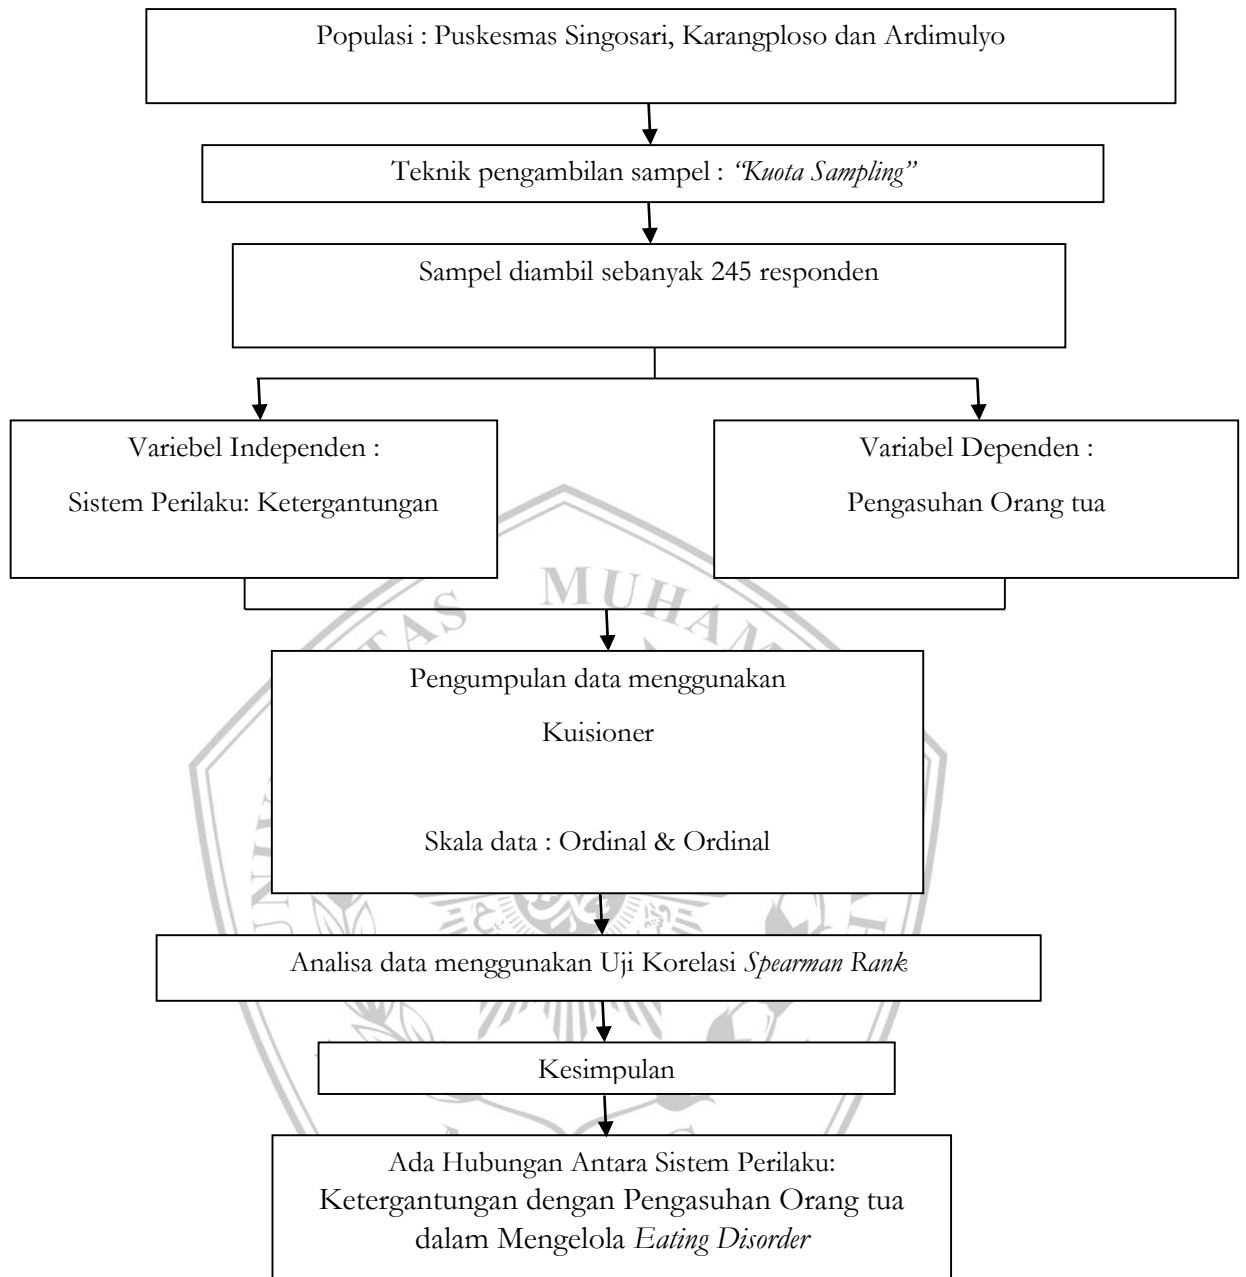 Populasi : Puskesmas Singosari, Karangploso dan Ardimulyo
Teknik pengambilan sampel : “Kuota Sampling”
Sampel diambil sebanyak 245 responden
Variebel Independen :
Sistem Perilaku: Ketergantungan
Variabel Dependen :
Pengasuhan Orang tua
MUHAM
Pengumpulan data menggunakan
Kuisioner
Skala data : Ordinal & Ordinal
Analisa data menggunakan Uji Korelasi Spearman Rank
Kesimpulan
Ada Hubungan Antara Sistem Perilaku:
Ketergantungan dengan Pengasuhan Orang tua
dalam Mengelola Eating Disorder